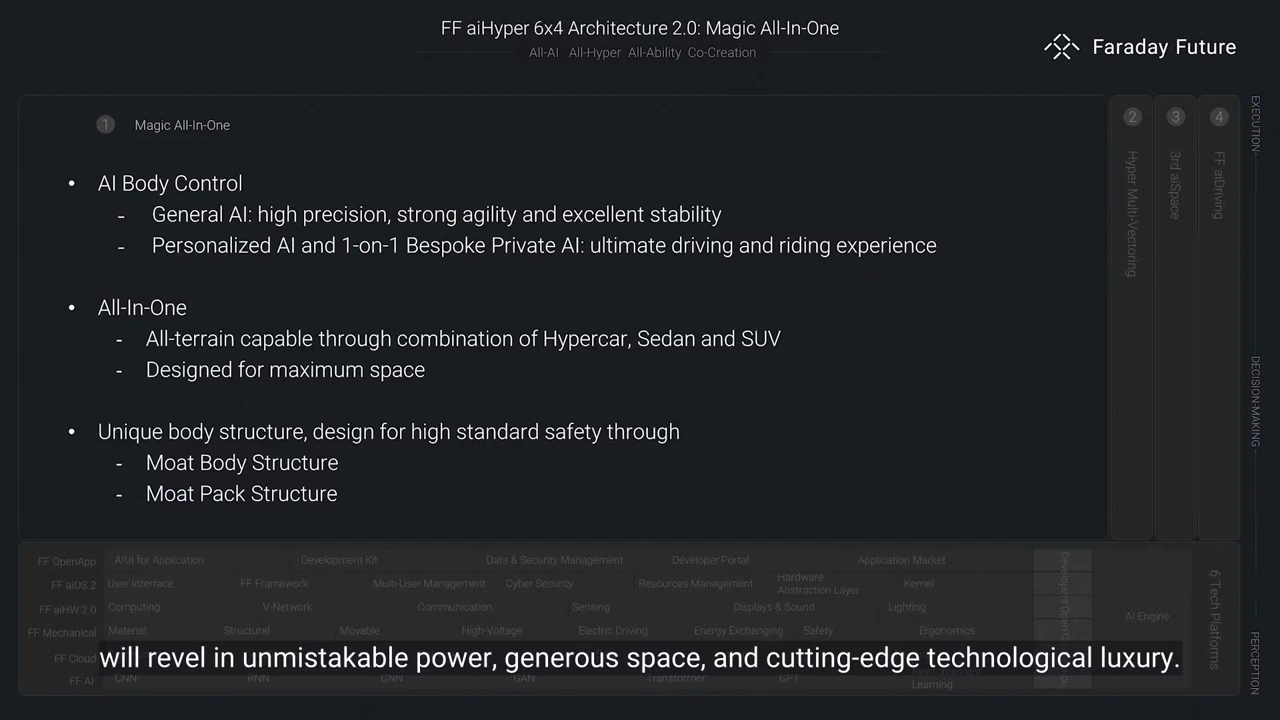 FF aiHyper 6x4 Architecture 2.0: Magic All-In-One
All-AI All-Hyper All-Ability Co-Creation
Faraday Future
1 Magic All-In-One
• AI Body Control
- General AI: high precision, strong agility and excellent stability
- Personalized AI and 1-on-1 Bespoke Private AI: ultimate driving and riding experience
• All-In-One
- All-terrain capable through combination of Hypercar, Sedan and SUV
- Designed for maximum space
• Unique body structure, design for high standard safety through
- Moat Body Structure
- Moat Pack Structure
2 Hyper Multi-Vectoring
3 3rd aiSpace
4 FF aiDriving
EXECUTION
DECISION-MAKING
PERCEPTION
FF OpenApp AIUI for Application Development Kit Data & Security Management Developer Portal Application Market
FF aiOS 2 User Interface FF Framework Multi-User Management Cyber Security Resources Management Hardware Abstraction Layer Kernel
FF aiHW 2.0 Computing V-Network Communication Sensing Displays & Sound Lighting
FF Mechanical Material Structural Movable High-Voltage Electric Driving Energy Exchanging Safety Ergonomics
FF Cloud
FF AI CNN RNN GNN GAN Transformer GPT Learning
Developers
AI Engine
6 Tech Platforms
will revel in unmistakable power, generous space, and cutting-edge technological luxury.